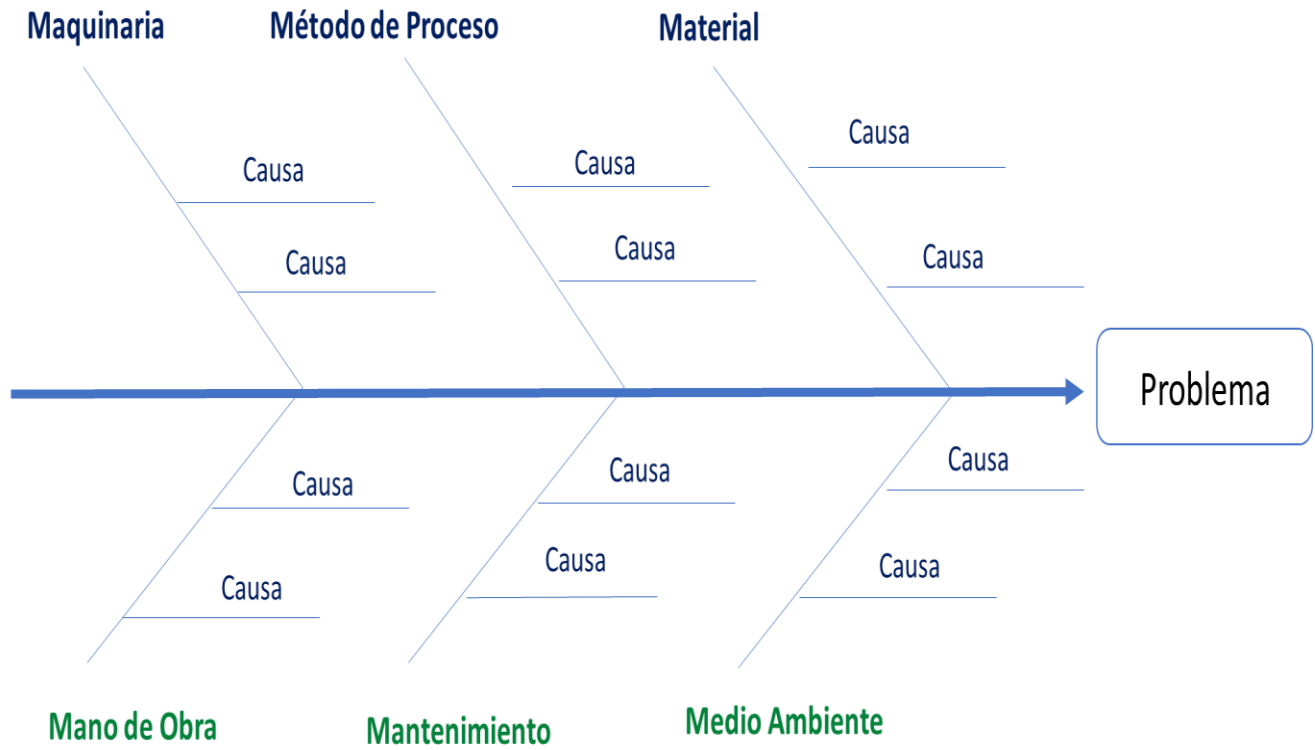 Maquinaria
Método de Proceso
Material
Causa
Causa
Causa
Causa
Causa
Causa
Problema
Causa
Causa
Causa
Causa
Causa
Causa
Mano de Obra
Mantenimiento
Medio Ambiente